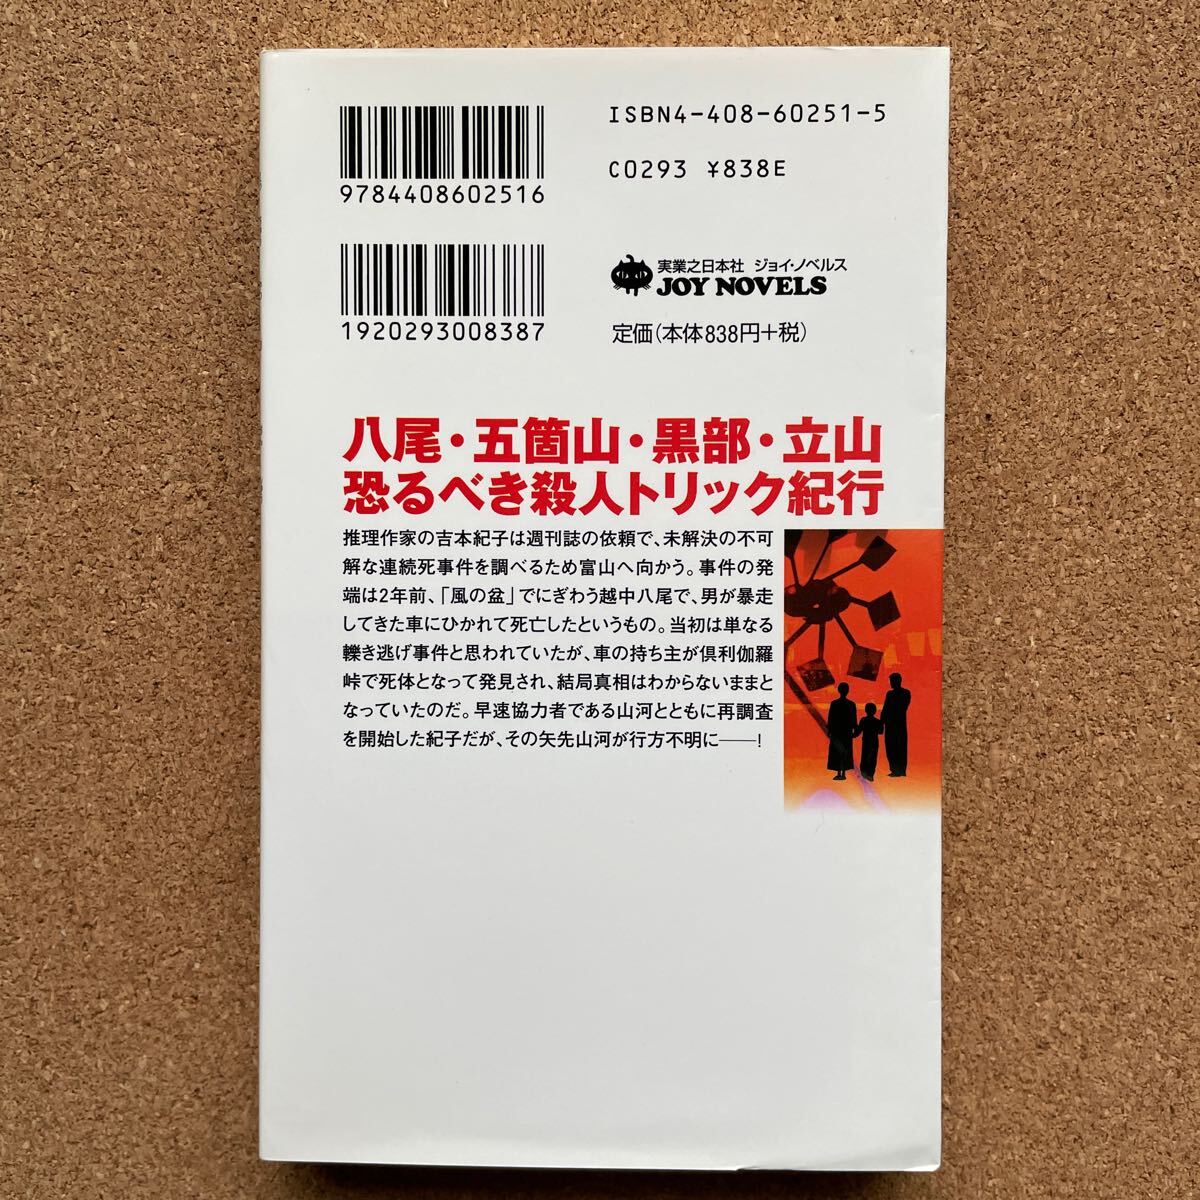 ISBN4-408-60251-5
C0293 ¥838E
9784408602516
実業之日本社 ジョイ・ノベルス
JOY NOVELS
1920293008387
定価(本体838円+税)
八尾・五箇山・黒部・立山
恐るべき殺人トリック紀行
推理作家の吉本紀子は週刊誌の依頼で、未解決の不可
解な連続死事件を調べるため富山へ向かう。事件の発
端は2年前、「風の盆」でにぎわう越中八尾で、男が暴走
してきた車にひかれて死亡したというもの。当初は単なる
轢き逃げ事件と思われていたが、車の持ち主が倶利伽羅
峠で死体となって発見され、結局真相はわからないままと
なっていたのだ。早速協力者である山河とともに再調査
を開始した紀子だが、その矢先山河が行方不明に――!